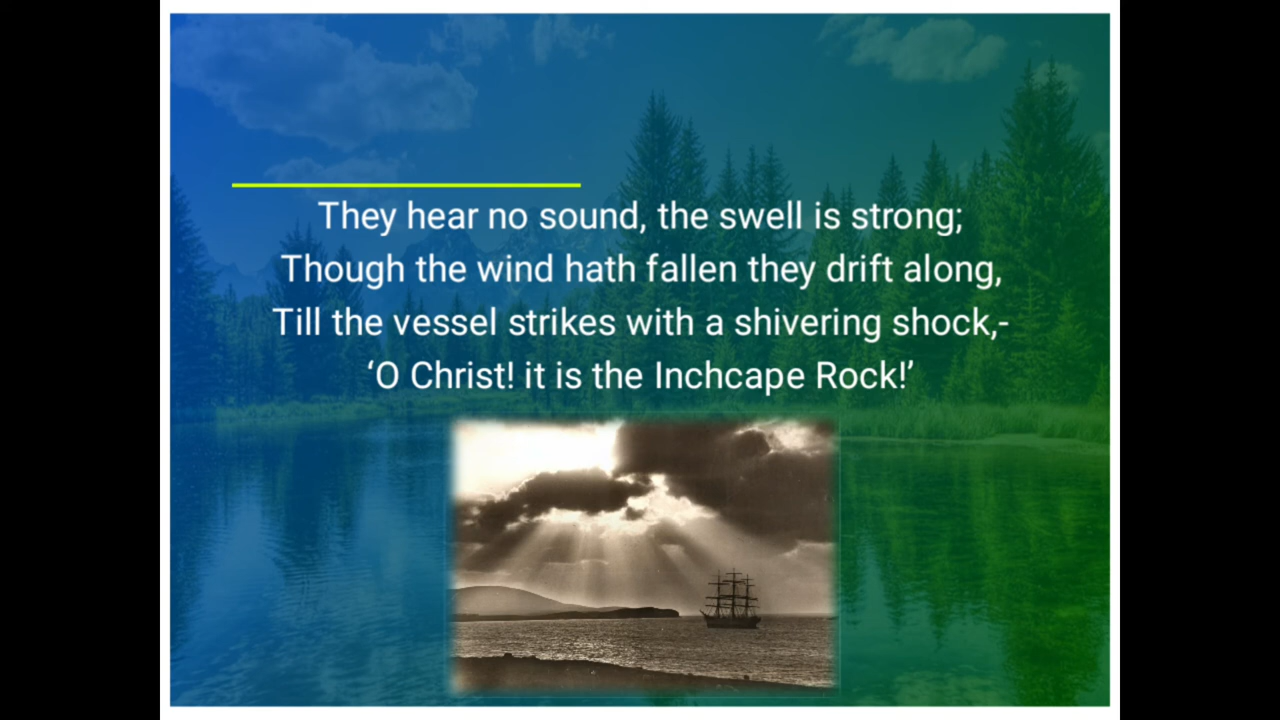 They hear no sound, the swell is strong;
Though the wind hath fallen they drift along,
Till the vessel strikes with a shivering shock,-
‘O Christ! it is the Inchcape Rock!’